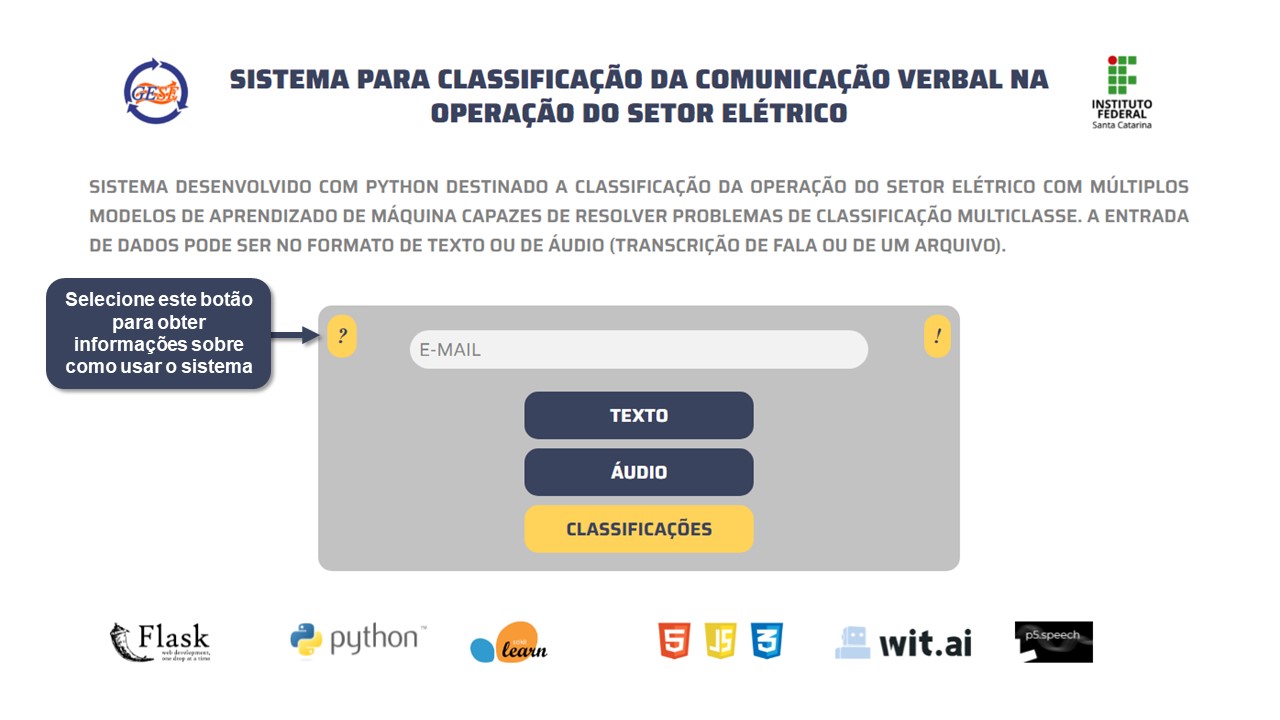 GESE
SISTEMA PARA CLASSIFICAÇÃO DA COMUNICAÇÃO VERBAL NA
OPERAÇÃO DO SETOR ELÉTRICO
INSTITUTO
FEDERAL
Santa Catarina
SISTEMA DESENVOLVIDO COM PYTHON DESTINADO A CLASSIFICAÇÃO DA OPERAÇÃO DO SETOR ELÉTRICO COM MÚLTIPLOS
MODELOS DE APRENDIZADO DE MÁQUINA CAPAZES DE RESOLVER PROBLEMAS DE CLASSIFICAÇÃO MULTICLASSE. A ENTRADA
DE DADOS PODE SER NO FORMATO DE TEXTO OU DE ÁUDIO (TRANSCRIÇÃO DE FALA OU DE UM ARQUIVO).
Selecione este botão
para obter
informações sobre
como usar o sistema
?
E-MAIL
!
TEXTO
ÁUDIO
CLASSIFICAÇÕES
Flask
web development,
one drop at a time
python™
scikit
learn
5
JS
3
wit.ai
p5.speech